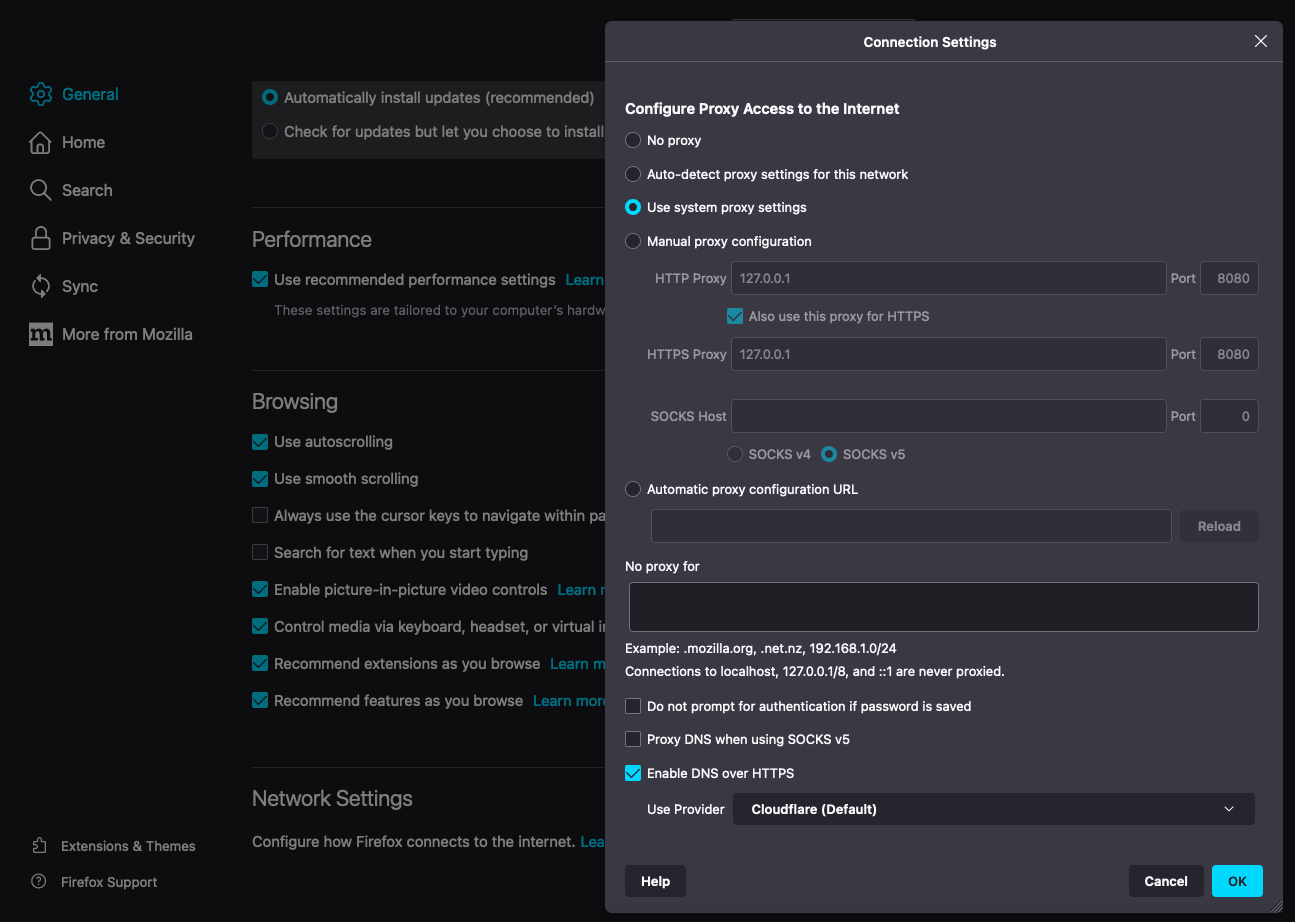 General
Home
Search
Privacy & Security
Sync
More from Mozilla
Extensions & Themes
Firefox Support
Automatically install updates (recommended)
Check for updates but let you choose to install
Performance
Use recommended performance settings Learn
These settings are tailored to your computer's hardw
Browsing
Use autoscrolling
Use smooth scrolling
Always use the cursor keys to navigate within pa
Search for text when you start typing
Enable picture-in-picture video controls Learn
Control media via keyboard, headset, or virtual
Recommend extensions as you browse Learn m
Recommend features as you browse Learn more
Network Settings
Configure how Firefox connects to the internet. Lea
Connection Settings
Configure Proxy Access to the Internet
No proxy
Auto-detect proxy settings for this network
Use system proxy settings
Manual proxy configuration
HTTP Proxy 127.0.0.1 Port 8080
Also use this proxy for HTTPS
HTTPS Proxy 127.0.0.1 Port 8080
SOCKS Host Port 0
SOCKS v4 SOCKS v5
Automatic proxy configuration URL
Reload
No proxy for
Example: .mozilla.org, .net.nz, 192.168.1.0/24
Connections to localhost, 127.0.0.1/8, and ::1 are never proxied.
Do not prompt for authentication if password is saved
Proxy DNS when using SOCKS v5
Enable DNS over HTTPS
Use Provider Cloudflare (Default)
Help Cancel OK